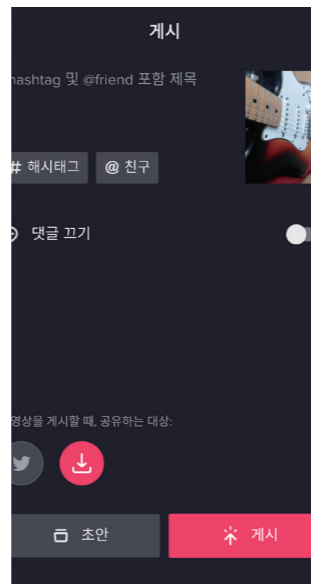 게시
hashtag 및 @friend 포함 제목
# 해시태그 @ 친구
댓글 끄기
영상을 게시할 때, 공유하는 대상:
초안 게시